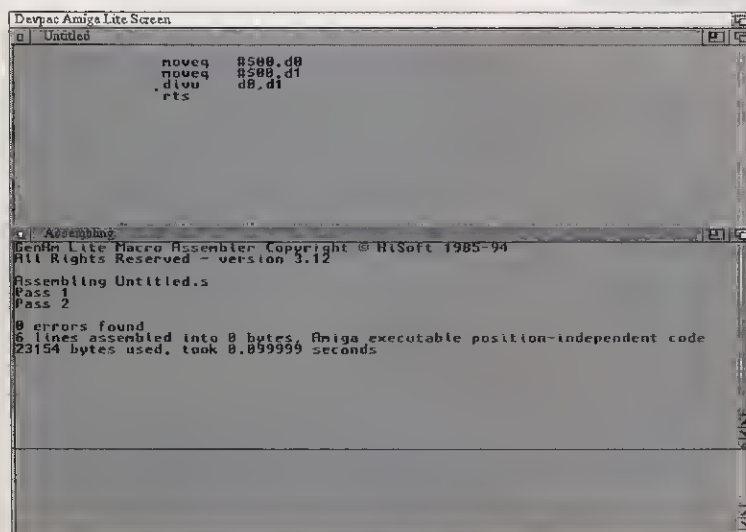 Devpac Amiga Lite Screen
Untitled
moveq #$00,d0
moveq #$00,d1
.divu d0,d1
rts
Assembling
GenAm Lite Macro Assembler Copyright © HiSoft 1985-94
All Rights Reserved - version 3.12
Assembling Untitled.s
Pass 1
Pass 2
0 errors found
6 lines assembled into 8 bytes, Amiga executable position-independent code
23154 bytes used, took 0.099999 seconds